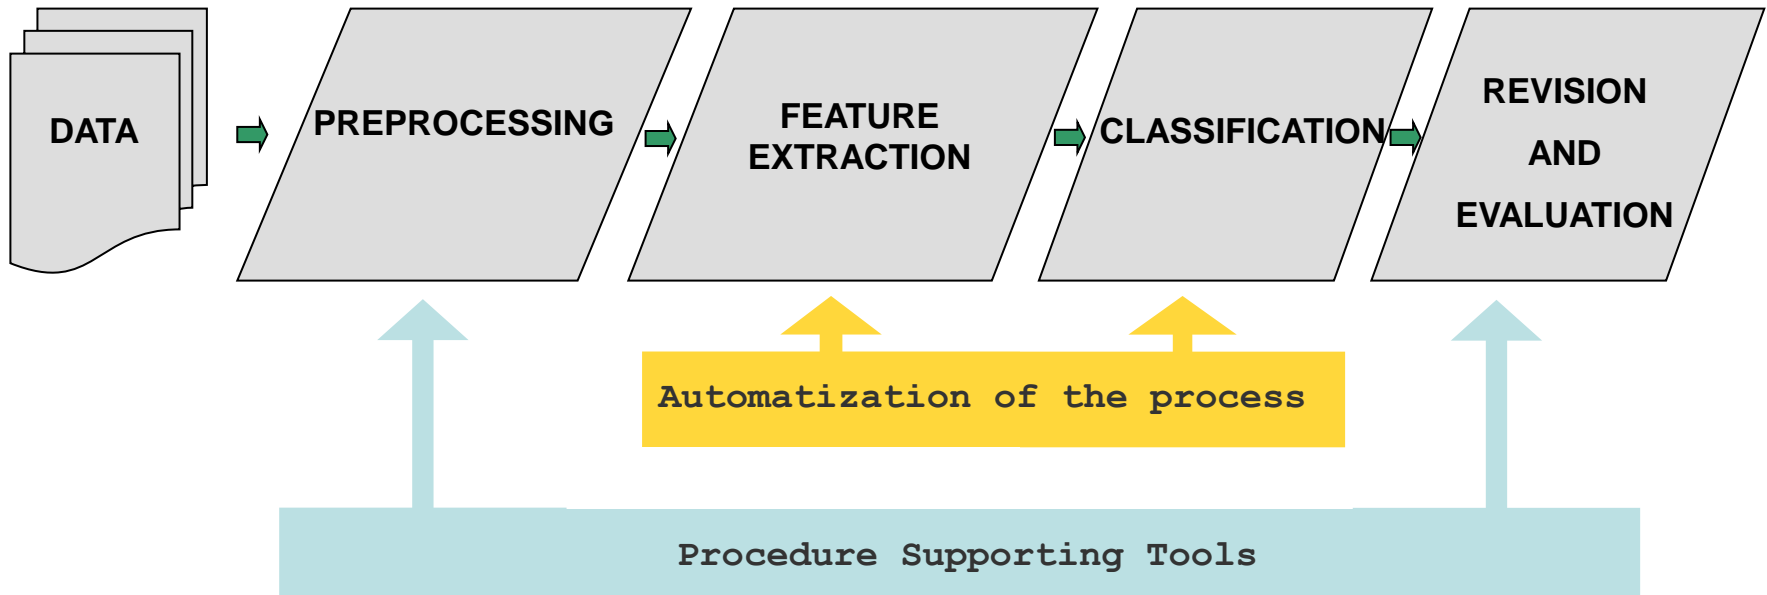 DATA
PREPROCESSING
FEATURE
EXTRACTION
CLASSIFICATION
REVISION
AND
EVALUATION
Automatization of the process
Procedure Supporting Tools